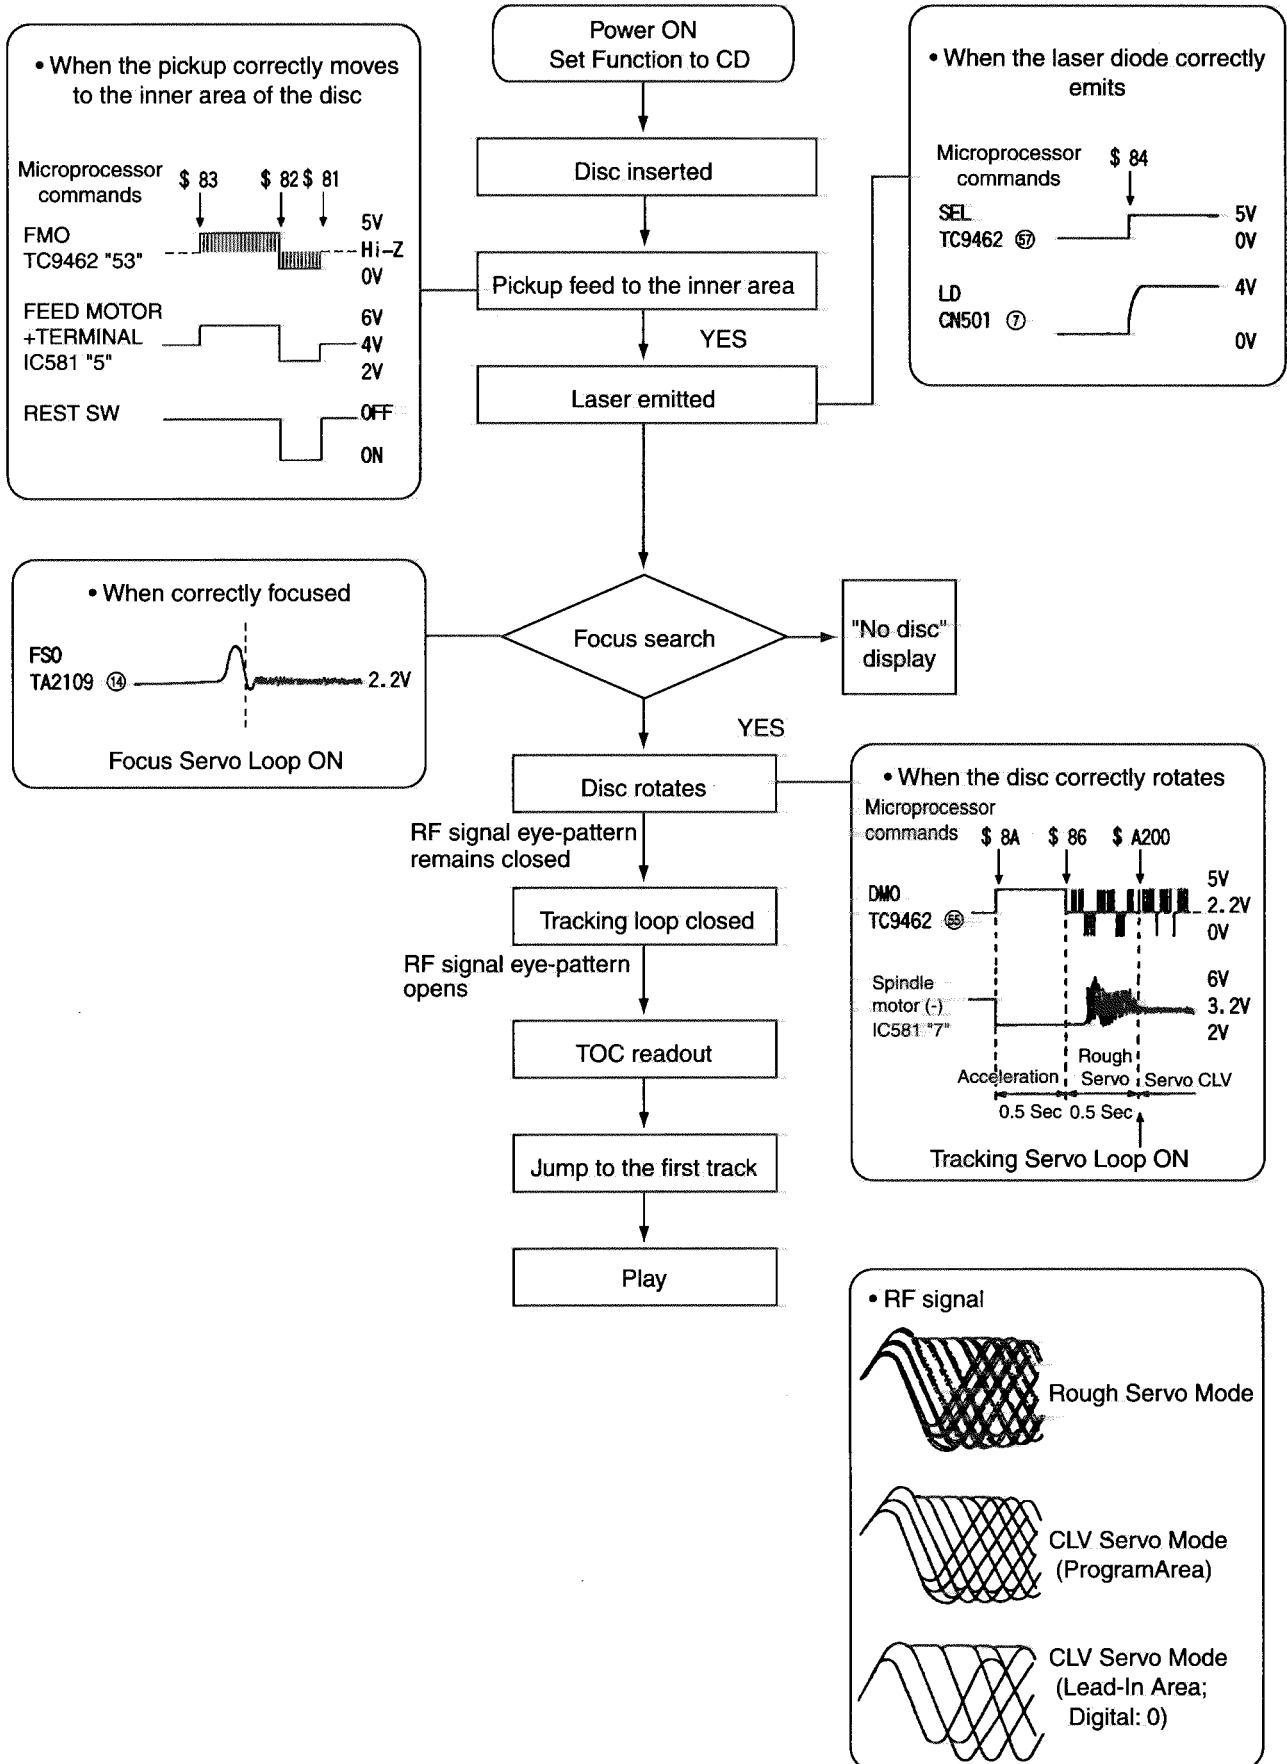 Power ON
Set Function to CD
• When the pickup correctly moves
to the inner area of the disc
Microprocessor
commands
$ 83
$ 82
$ 81
FMO
TC9462 "53"
5V
Hi-Z
0V
FEED MOTOR
+TERMINAL
IC581 "5"
6V
4V
2V
REST SW
OFF
ON
• When the laser diode correctly
emits
Microprocessor
commands
$ 84
SEL
TC9462 57
5V
0V
LD
CN501 7
4V
0V
Disc inserted
Pickup feed to the inner area
YES
Laser emitted
• When correctly focused
FSO
TA2109 14
2.2V
Focus Servo Loop ON
Focus search
"No disc"
display
YES
Disc rotates
RF signal eye-pattern
remains closed
Tracking loop closed
RF signal eye-pattern
opens
TOC readout
Jump to the first track
Play
• When the disc correctly rotates
Microprocessor
commands
$ 8A
$ 86
$ A200
DMO
TC9462 55
5V
2.2V
0V
Spindle
motor (-)
IC581 "7"
6V
3.2V
2V
Acceleration
Rough
Servo
Servo CLV
0.5 Sec
0.5 Sec
Tracking Servo Loop ON
• RF signal
Rough Servo Mode
CLV Servo Mode
(ProgramArea)
CLV Servo Mode
(Lead-In Area;
Digital: 0)